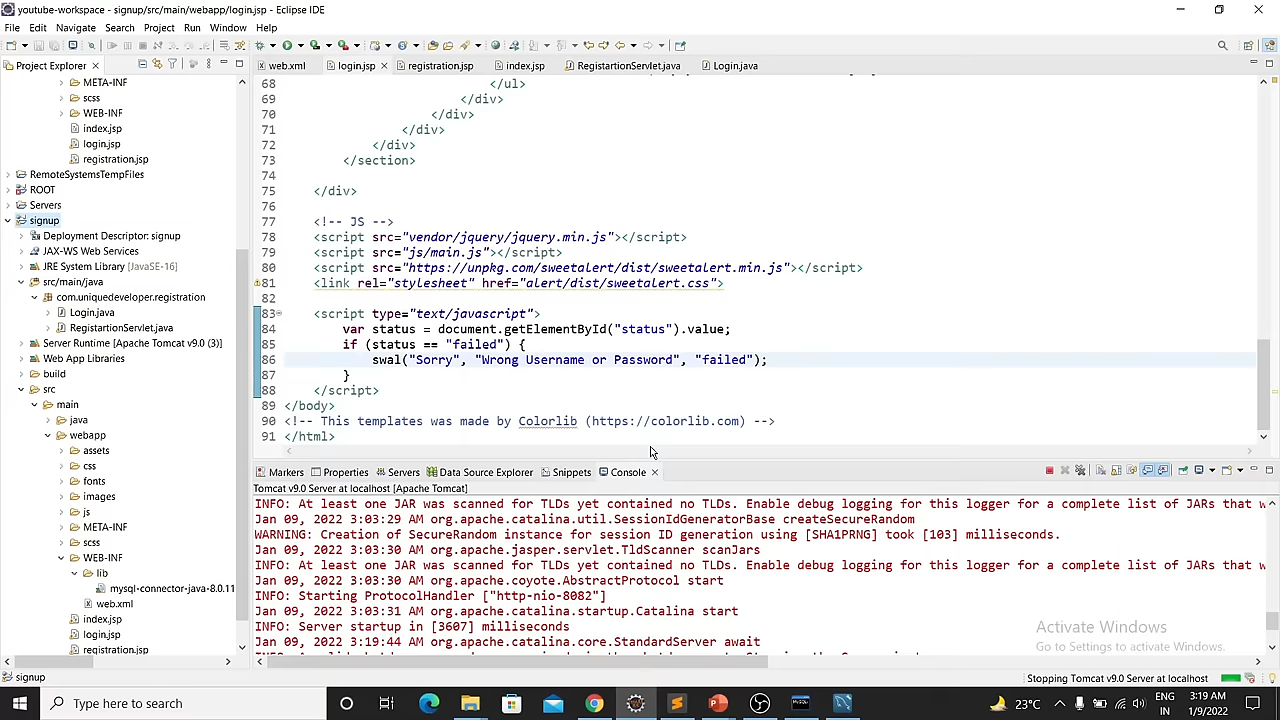 youtube-workspace - signup/src/main/webapp/login.jsp - Eclipse IDE
File Edit Navigate Search Project Run Window Help
Project Explorer
META-INF
scss
WEB-INF
index.jsp
login.jsp
registration.jsp
RemoteSystemsTempFiles
ROOT
Servers
signup
Deployment Descriptor: signup
JAX-WS Web Services
JRE System Library [JavaSE-16]
src/main/java
com.uniquedeveloper.registration
Login.java
RegistartionServlet.java
Server Runtime [Apache Tomcat v9.0 (3)]
Web App Libraries
build
src
main
java
webapp
assets
css
fonts
images
js
META-INF
scss
WEB-INF
lib
mysql-connector-java-8.0.11
web.xml
index.jsp
login.jsp
registration.jsp
web.xml login.jsp registration.jsp index.jsp RegistartionServlet.java Login.java
68 </ul>
69 </div>
70 </div>
71 </div>
72 </div>
73 </section>
74
75 </div>
76
77 <!-- JS -->
78 <script src="vendor/jquery/jquery.min.js"></script>
79 <script src="js/main.js"></script>
80 <script src="https://unpkg.com/sweetalert/dist/sweetalert.min.js"></script>
81 <link rel="stylesheet" href="alert/dist/sweetalert.css">
82
83 <script type="text/javascript">
84 var status = document.getElementById("status").value;
85 if (status == "failed") {
86 swal("Sorry", "Wrong Username or Password", "failed");
87 }
88 </script>
89 </body>
90 <!-- This templates was made by Colorlib (https://colorlib.com) -->
91 </html>
Markers Properties Servers Data Source Explorer Snippets Console
Tomcat v9.0 Server at localhost [Apache Tomcat]
INFO: At least one JAR was scanned for TLDs yet contained no TLDs. Enable debug logging for this logger for a complete list of JARs that w
Jan 09, 2022 3:03:29 AM org.apache.catalina.util.SessionIdGeneratorBase createSecureRandom
WARNING: Creation of SecureRandom instance for session ID generation using [SHA1PRNG] took [103] milliseconds.
Jan 09, 2022 3:03:30 AM org.apache.jasper.servlet.TldScanner scanJars
INFO: At least one JAR was scanned for TLDs yet contained no TLDs. Enable debug logging for this logger for a complete list of JARs that w
Jan 09, 2022 3:03:30 AM org.apache.coyote.AbstractProtocol start
INFO: Starting ProtocolHandler ["http-nio-8082"]
Jan 09, 2022 3:03:31 AM org.apache.catalina.startup.Catalina start
INFO: Server startup in [3607] milliseconds
Jan 09, 2022 3:19:44 AM org.apache.catalina.core.StandardServer await
Activate Windows
Go to Settings to activate Windows.
signup
Stopping Tomcat v9.0 Server at localhost
Type here to search
23°C
ENG
IN
3:19 AM
1/9/2022